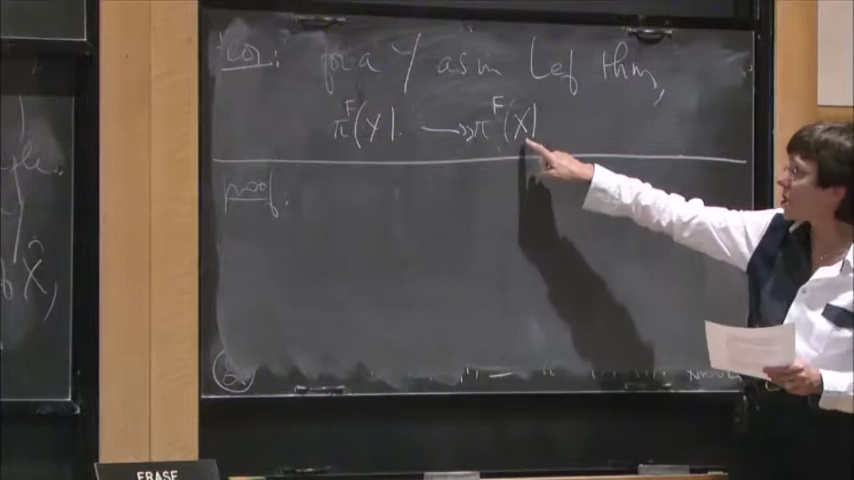 Cor: for a Y as in Lef Thm,
π^F(Y) ↠ π^F(X)
proof:
X̂)
ERASE